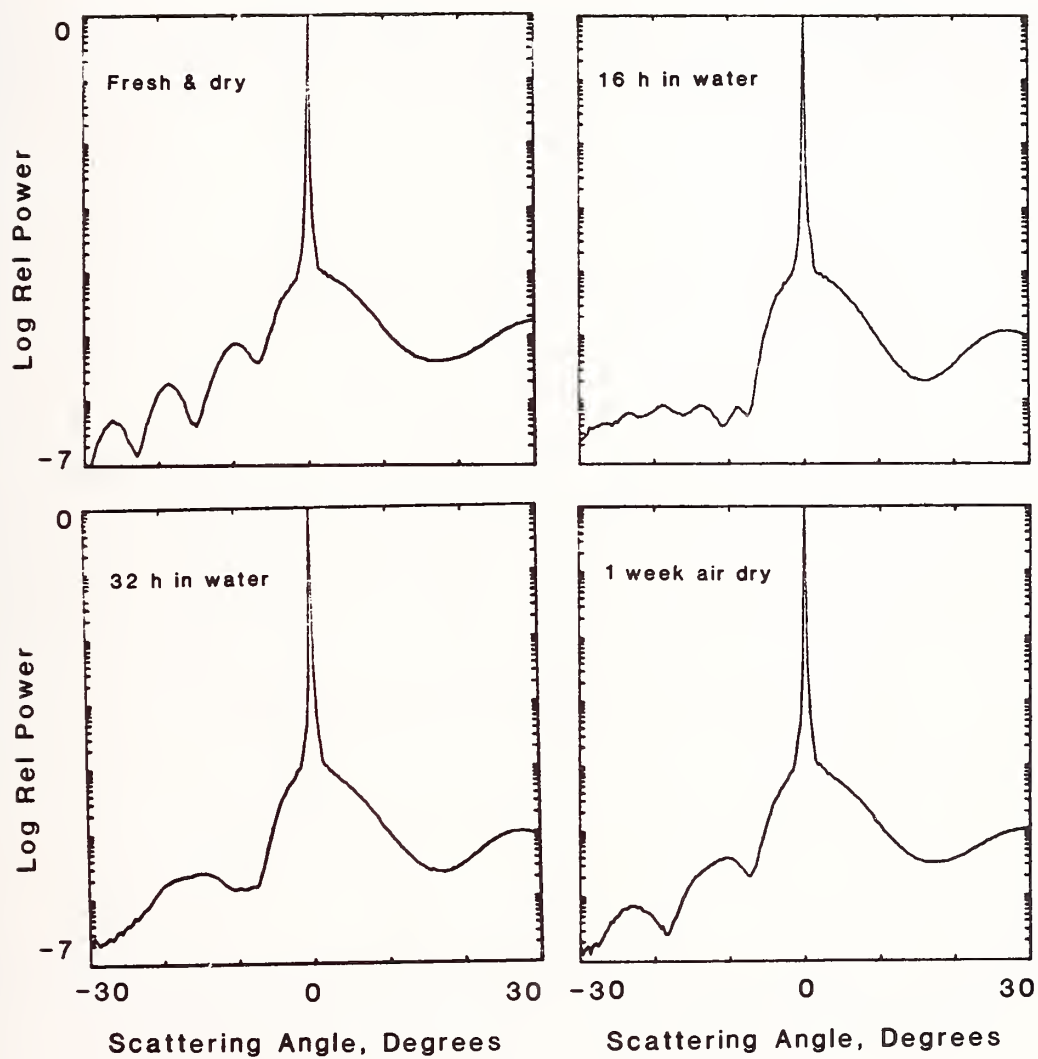 0
Fresh & dry
16 h in water
Log Rel Power
-7
0
32 h in water
1 week air dry
Log Rel Power
-7
-30 0 30 -30 0 30
Scattering Angle, Degrees Scattering Angle, Degrees